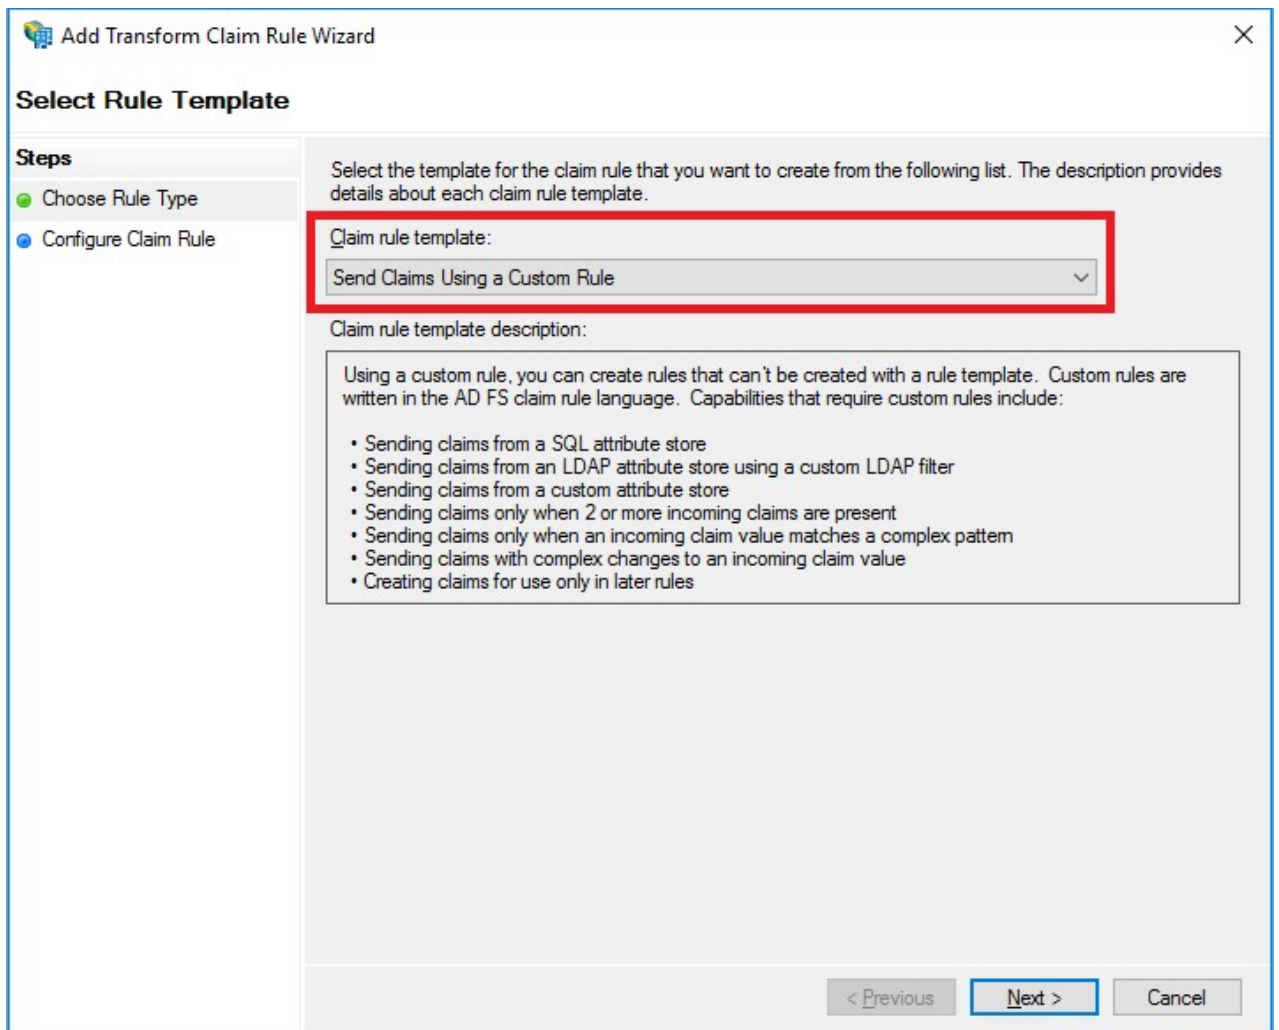 Add Transform Claim Rule Wizard
Select Rule Template
Steps
Choose Rule Type
Configure Claim Rule
Select the template for the claim rule that you want to create from the following list. The description provides
details about each claim rule template.
Claim rule template:
Send Claims Using a Custom Rule
Claim rule template description:
Using a custom rule, you can create rules that can't be created with a rule template. Custom rules are
written in the AD FS claim rule language. Capabilities that require custom rules include:
• Sending claims from a SQL attribute store
• Sending claims from an LDAP attribute store using a custom LDAP filter
• Sending claims from a custom attribute store
• Sending claims only when 2 or more incoming claims are present
• Sending claims only when an incoming claim value matches a complex pattern
• Sending claims with complex changes to an incoming claim value
• Creating claims for use only in later rules
< Previous
Next >
Cancel